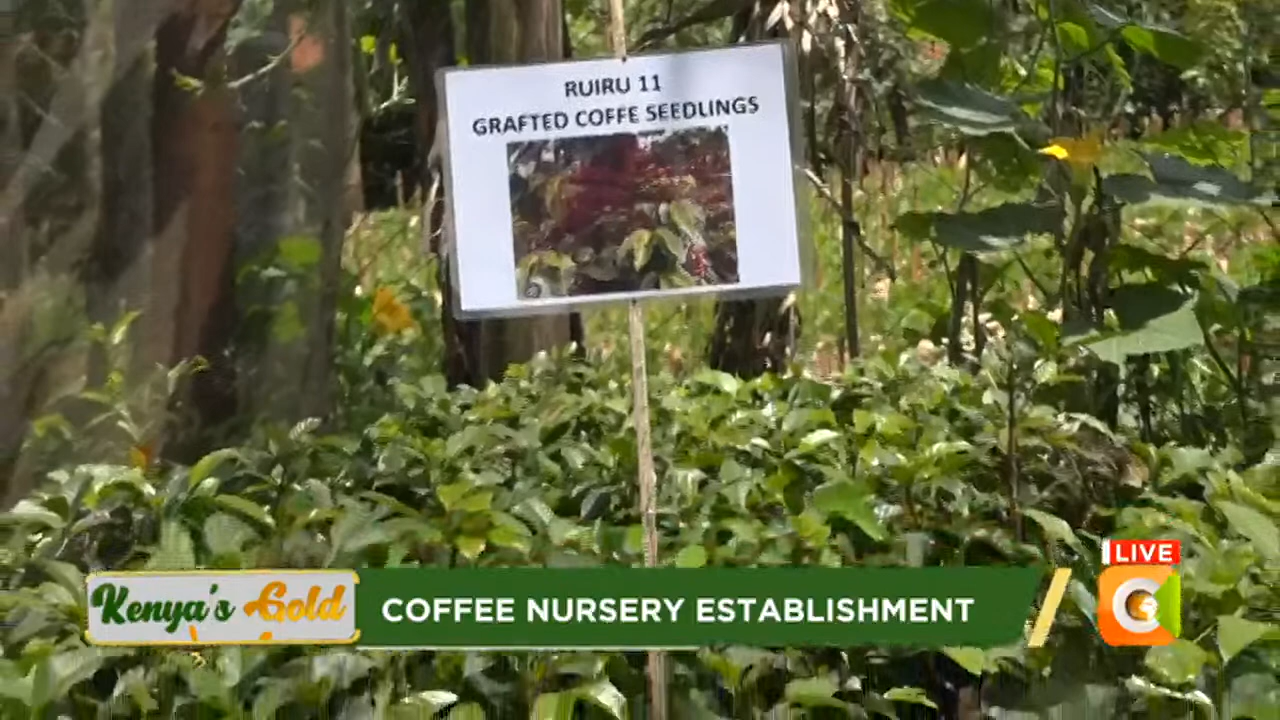 RUIRU 11
GRAFTED COFFE SEEDLINGS
LIVE
Kenya's Gold
COFFEE NURSERY ESTABLISHMENT